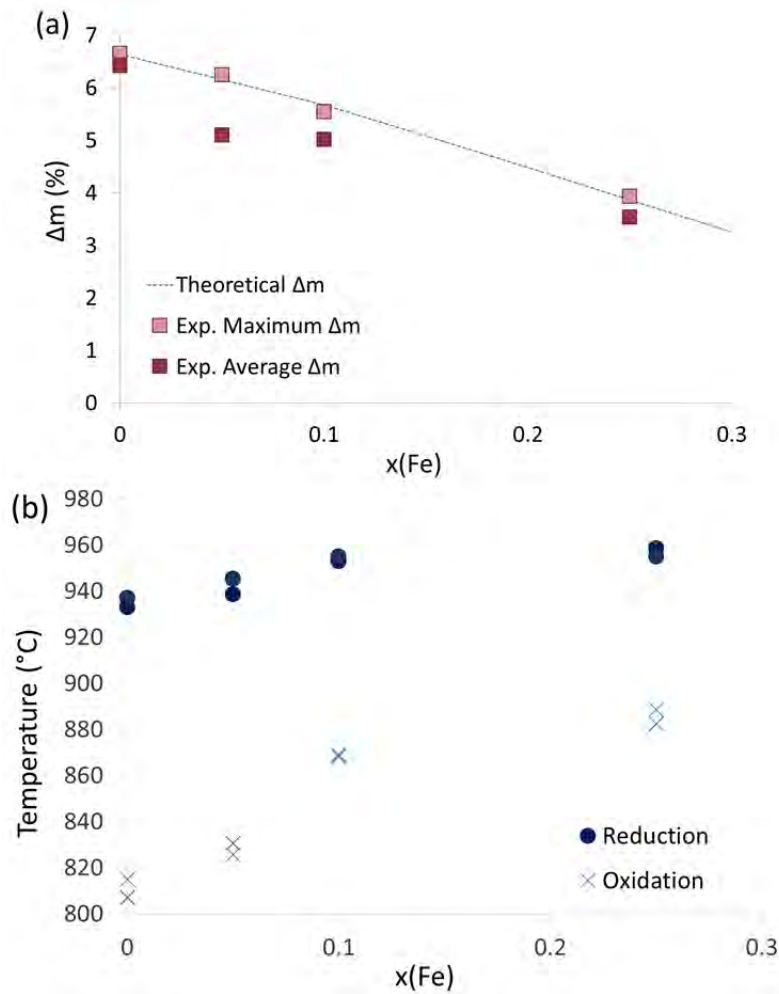 (a)
7
6
5
4
3
2
1
0
Δm (%)
Theoretical Δm
Exp. Maximum Δm
Exp. Average Δm
0 0.1 0.2 0.3
x(Fe)
(b)
980
960
940
920
900
880
860
840
820
800
Temperature (°C)
Reduction
Oxidation
0 0.1 0.2 0.3
x(Fe)